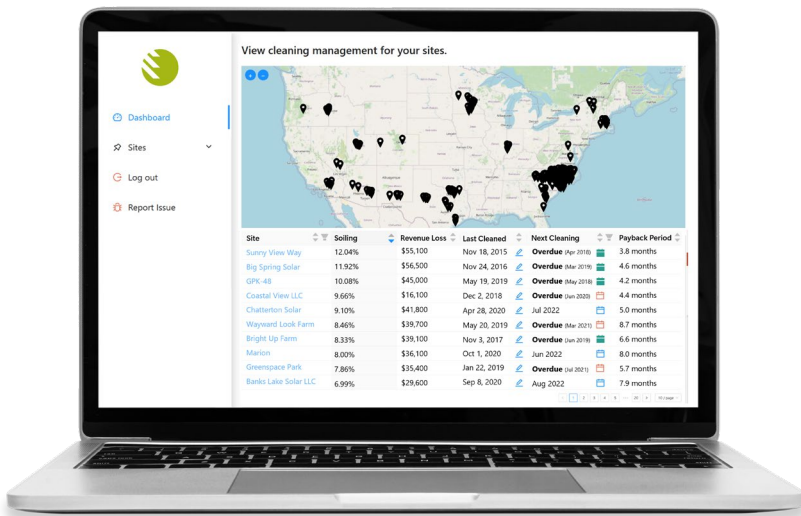 View cleaning management for your sites.
Dashboard
Sites
Log out
Report Issue
Site Soiling Revenue Loss Last Cleaned Next Cleaning Payback Period
Sunny View Way 12.04% $55,100 Nov 18, 2015 Overdue (Apr 2018) 3.8 months
Big Spring Solar 11.92% $56,500 Nov 24, 2016 Overdue (Mar 2019) 4.6 months
GPK-48 10.08% $45,000 May 19, 2019 Overdue (May 2018) 4.2 months
Coastal View LLC 9.66% $16,100 Dec 2, 2018 Overdue (Jun 2020) 4.4 months
Chatterton Solar 9.10% $41,800 Apr 28, 2020 Jul 2022 5.0 months
Wayward Look Farm 8.46% $39,700 May 20, 2019 Overdue (Mar 2021) 8.7 months
Bright Up Farm 8.33% $39,100 Nov 3, 2017 Overdue (Jun 2019) 6.6 months
Marion 8.00% $36,100 Oct 1, 2020 Jun 2022 8.0 months
Greenspace Park 7.86% $35,400 Jan 22, 2019 Overdue (Jul 2021) 5.7 months
Banks Lake Solar LLC 6.99% $29,600 Sep 8, 2020 Aug 2022 7.9 months
1 2 3 4 5 ... 10 / page